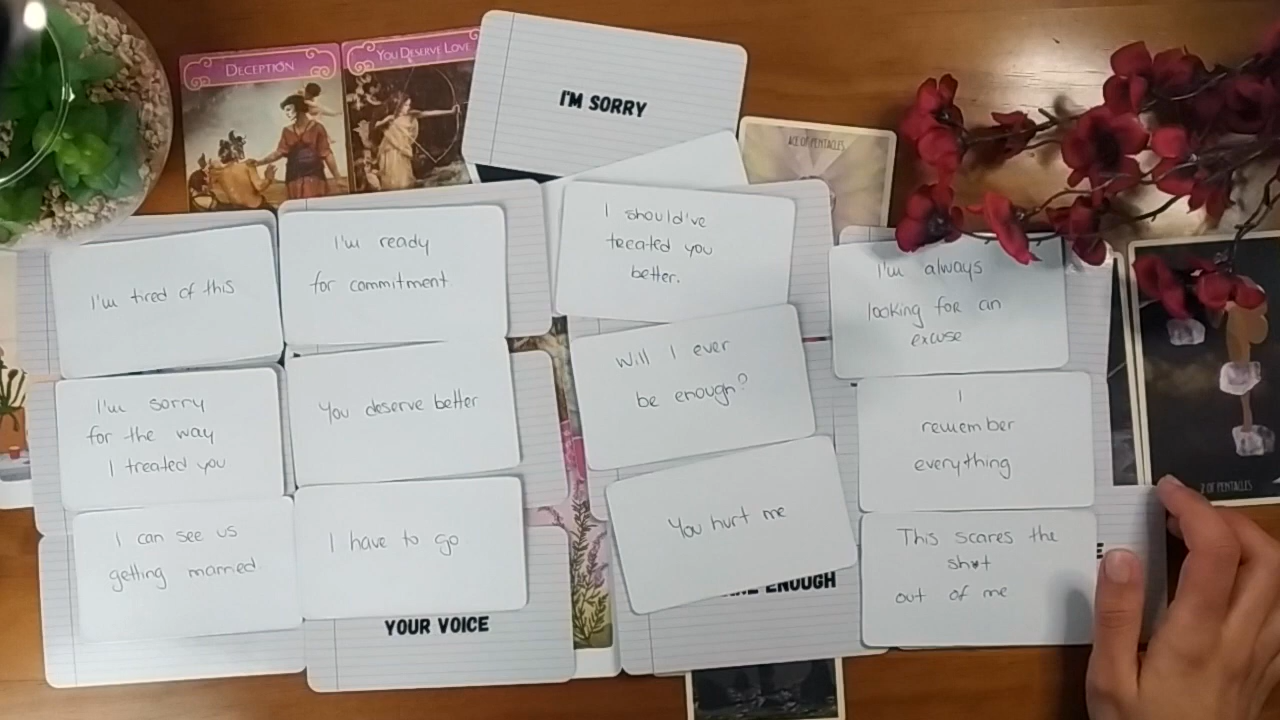 DECEPTION
YOU DESERVE LOVE
I'M SORRY
ACE OF PENTACLES
I'm tired of this
I'm ready
for commitment
I should've
treated you
better.
I'm always
looking for an
excuse
I'm sorry
for the way
I treated you
You deserve better
Will I ever
be enough?
I
remember
everything
I can see us
getting married
I have to go
You hurt me
This scares the
sh*t
out of me
YOUR VOICE
ENOUGH
OF PENTACLES